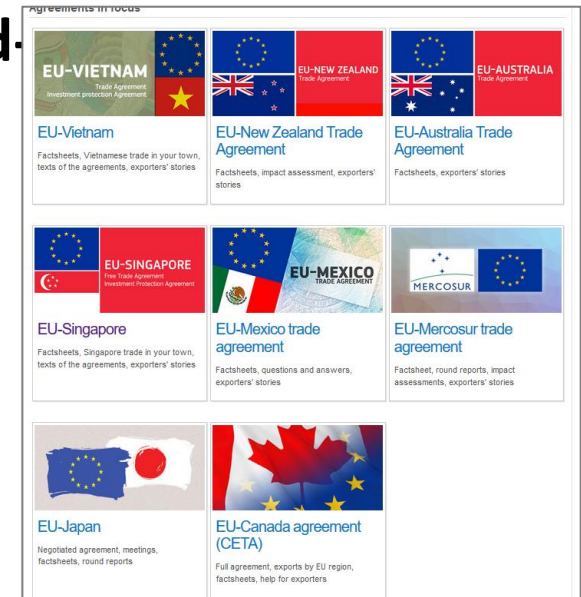 d-
Agreements in focus
EU-VIETNAM
Trade Agreement
Investment protection Agreement
EU-Vietnam
Factsheets, Vietnamese trade in your town,
texts of the agreements, exporters' stories
EU-NEW ZEALAND
Trade Agreement
EU-New Zealand Trade
Agreement
Factsheets, impact assessment, exporters'
stories
EU-AUSTRALIA
Trade Agreement
EU-Australia Trade
Agreement
Factsheets, exporters' stories
EU-SINGAPORE
Free Trade Agreement
Investment Protection Agreement
EU-Singapore
Factsheets, Singapore trade in your town,
texts of the agreements, exporters' stories
EU-MEXICO
TRADE AGREEMENT
EU-Mexico trade
agreement
Factsheets, questions and answers,
exporters' stories
MERCOSUR
EU-Mercosur trade
agreement
Factsheet, round reports, impact
assessments, exporters' stories
EU-Japan
Negotiated agreement, meetings,
factsheets, round reports
EU-Canada agreement
(CETA)
Full agreement, exports by EU region,
factsheets, help for exporters